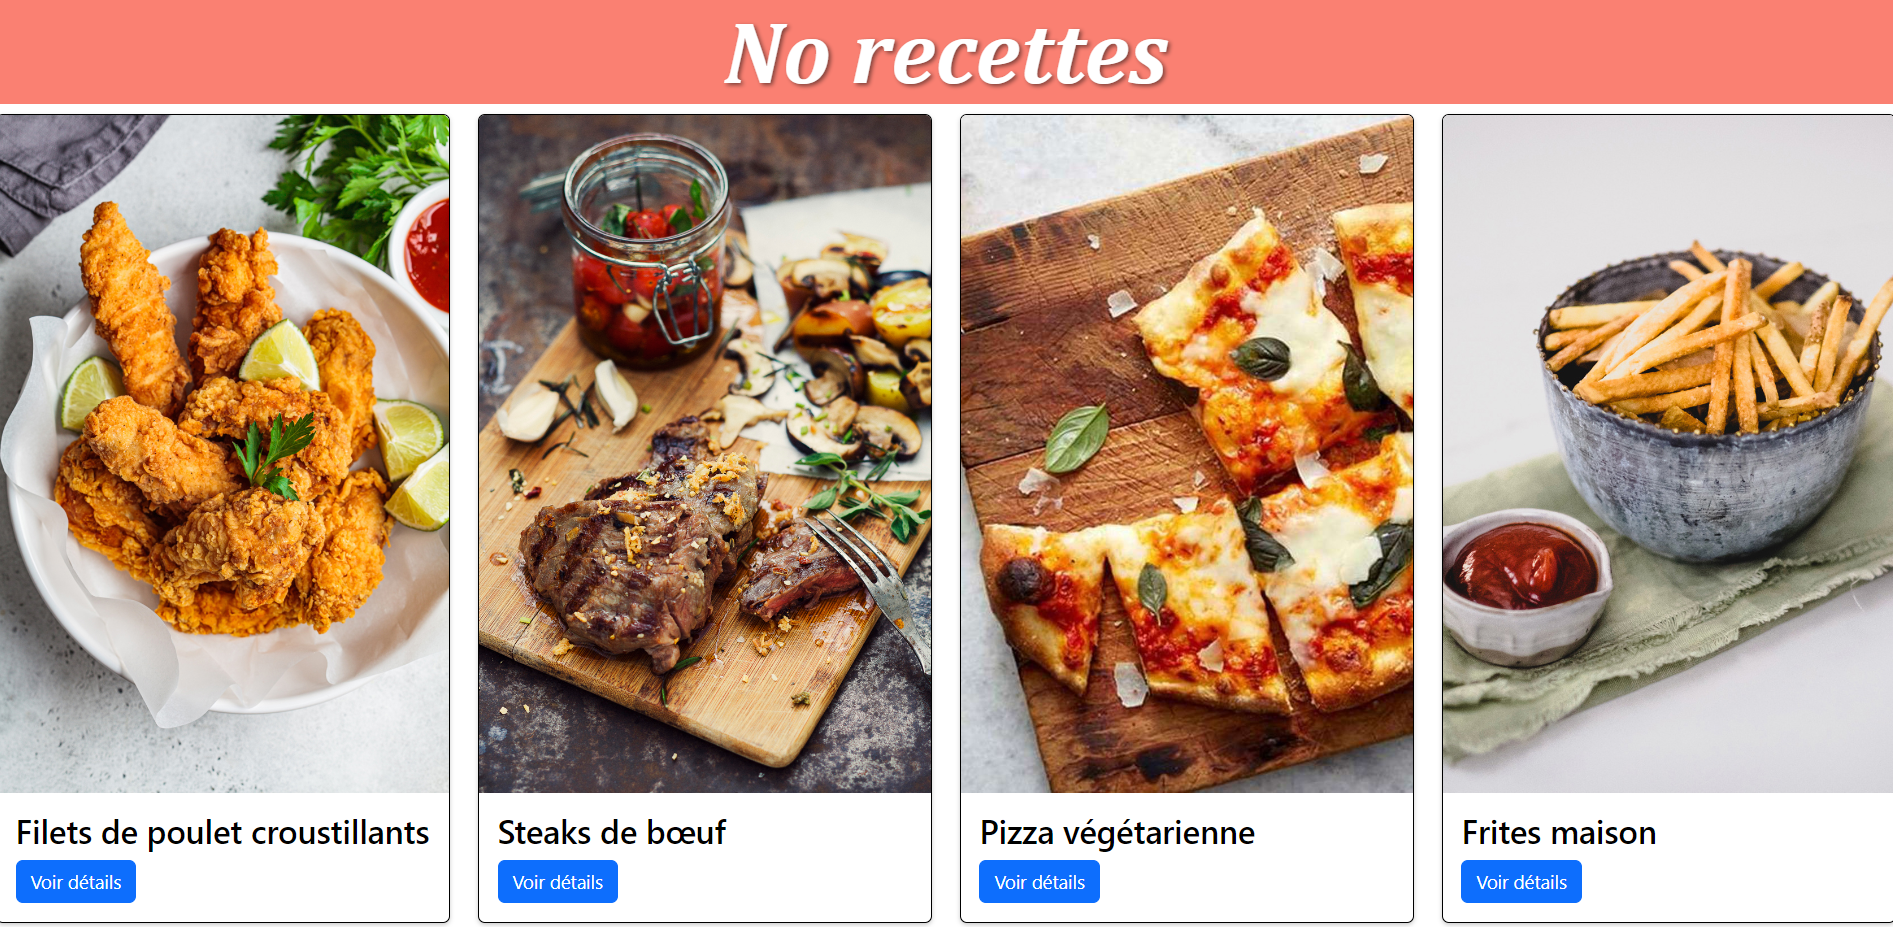 No recettes
Filets de poulet croustillants
Voir détails
Steaks de bœuf
Voir détails
Pizza végétarienne
Voir détails
Frites maison
Voir détails